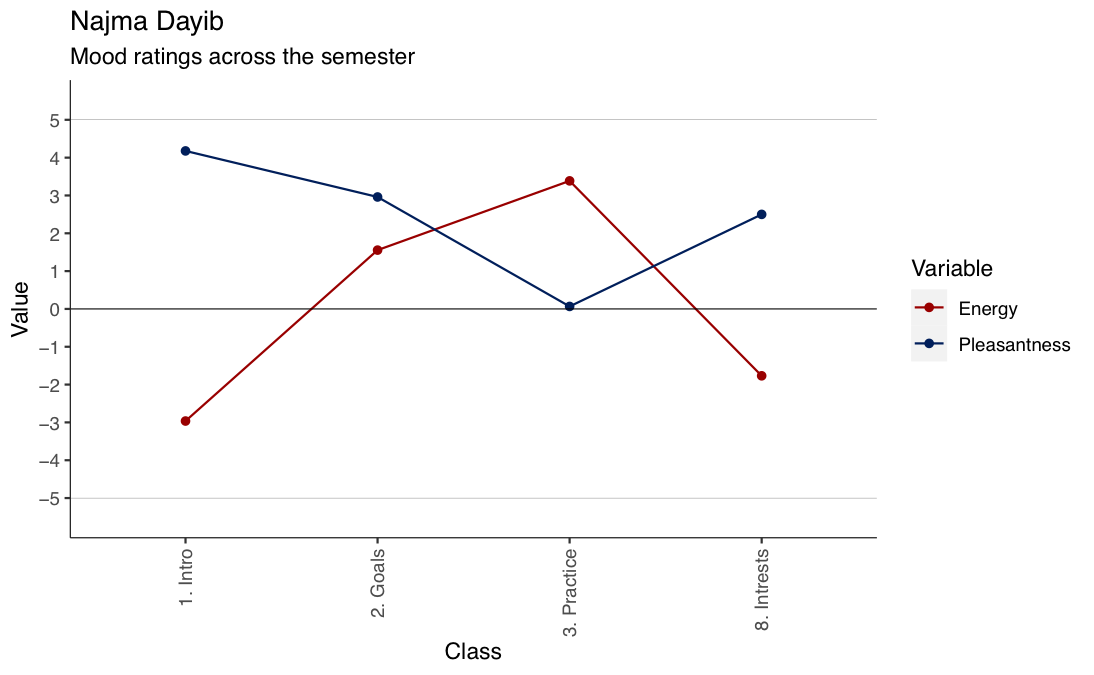 Najma Dayib
Mood ratings across the semester
Value
5
4
3
2
1
0
−1
−2
−3
−4
−5
1. Intro
2. Goals
3. Practice
8. Intrests
Class
Variable
Energy
Pleasantness